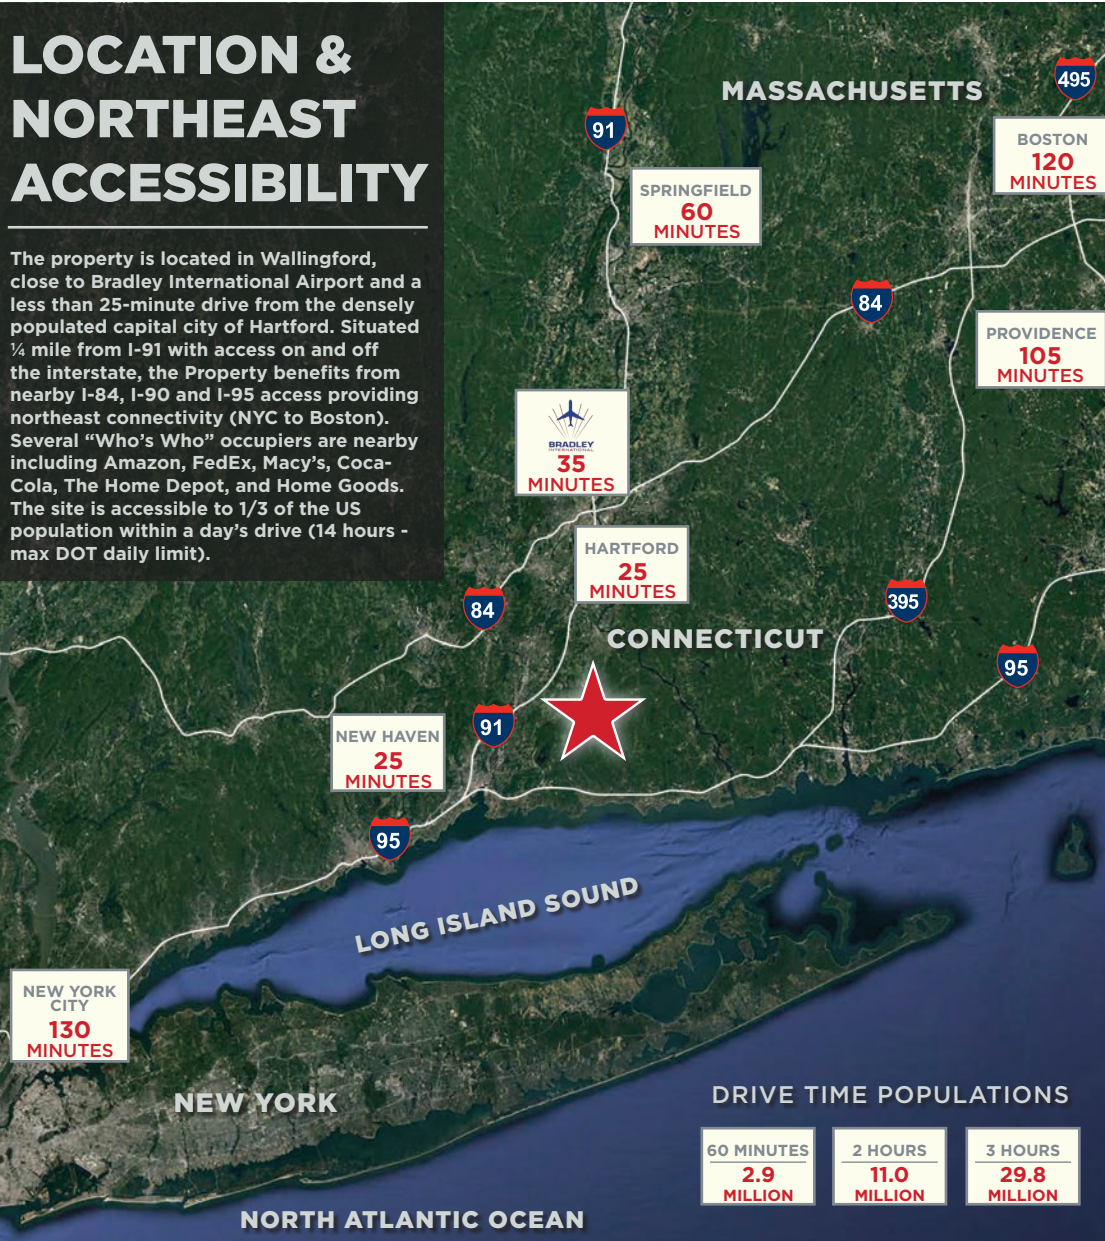 LOCATION &
NORTHEAST
ACCESSIBILITY
The property is located in Wallingford,
close to Bradley International Airport and a
less than 25-minute drive from the densely
populated capital city of Hartford. Situated
¼ mile from I-91 with access on and off
the interstate, the Property benefits from
nearby I-84, I-90 and I-95 access providing
northeast connectivity (NYC to Boston).
Several “Who’s Who” occupiers are nearby
including Amazon, FedEx, Macy’s, Coca-
Cola, The Home Depot, and Home Goods.
The site is accessible to 1/3 of the US
population within a day’s drive (14 hours -
max DOT daily limit).
MASSACHUSETTS
495
91
BOSTON
120
MINUTES
SPRINGFIELD
60
MINUTES
84
PROVIDENCE
105
MINUTES
BRADLEY
INTERNATIONAL
35
MINUTES
HARTFORD
25
MINUTES
84
395
CONNECTICUT
95
91
NEW HAVEN
25
MINUTES
95
LONG ISLAND SOUND
NEW YORK
CITY
130
MINUTES
NEW YORK
DRIVE TIME POPULATIONS
60 MINUTES
2.9
MILLION
2 HOURS
11.0
MILLION
3 HOURS
29.8
MILLION
NORTH ATLANTIC OCEAN